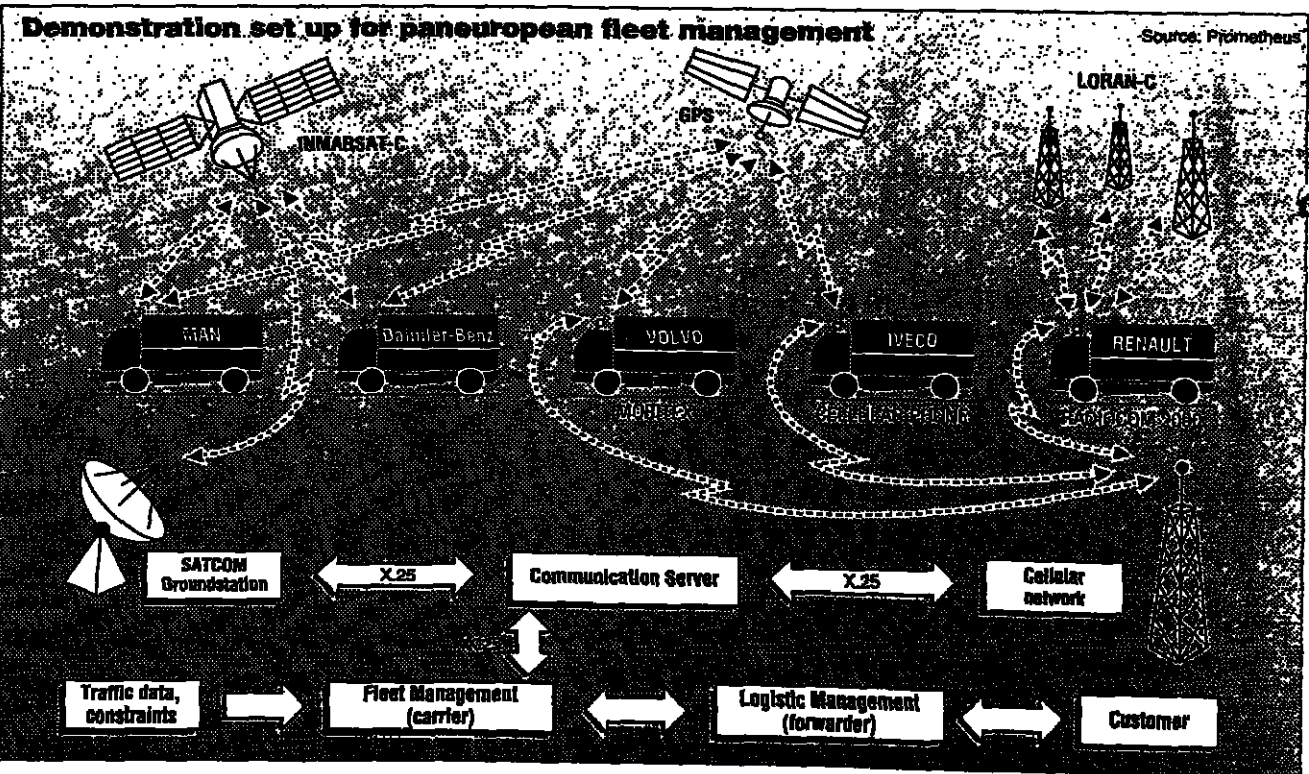 Demonstration set up for paneuropean fleet management
Source: Prometheus
LORAN-C
GPS
INMARSAT-C
MAN
Daimler-Benz
VOLVO
IVECO
RENAULT
SATCOM
Groundstation
X.25
Communication Server
X.25
Cellular
network
Traffic data,
constraints
Fleet Management
(carrier)
Logistic Management
(forwarder)
Customer